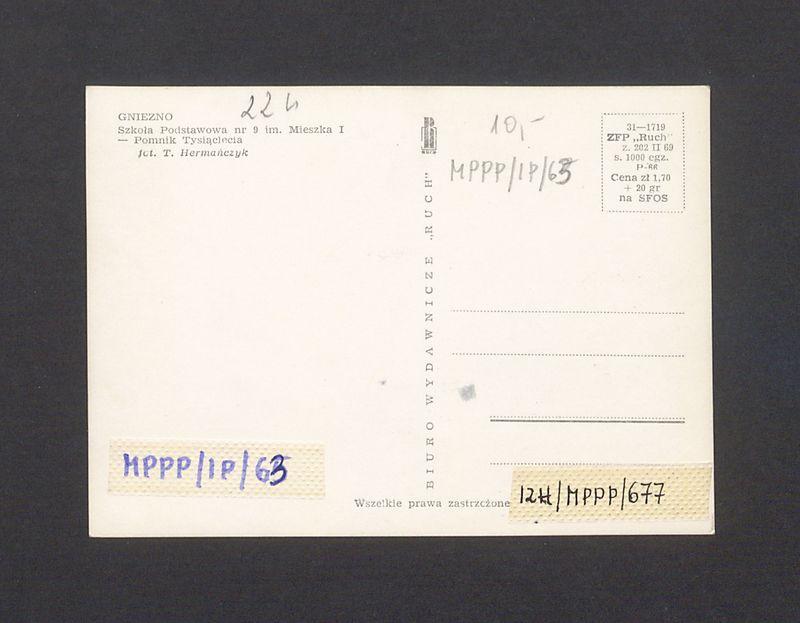 22 H
GNIEZNO
Szkoła Podstawowa nr 9 im. Mieszka I
— Pomnik Tysiąclecia
fot. T. Hermańczyk
RUCH
BIURO WYDAWNICZE „RUCH"
10,-
MPPP/IP/63
31—1719
ZFP „Ruch"
z. 202 II 69
s. 1000 egz.
P-88
Cena zł 1,70
+ 20 gr
na SFOS
MPPP/IP/63
Wszelkie prawa zastrzeżone
12H/MPPP/677